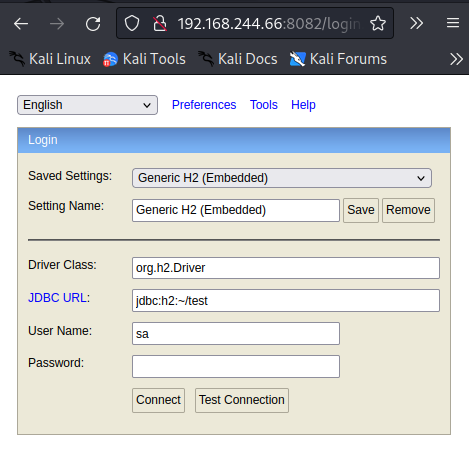 192.168.244.66:8082/login
Kali Linux Kali Tools Kali Docs Kali Forums
English Preferences Tools Help
Login
Saved Settings: Generic H2 (Embedded)
Setting Name: Generic H2 (Embedded) Save Remove
Driver Class: org.h2.Driver
JDBC URL: jdbc:h2:~/test
User Name: sa
Password:
Connect Test Connection